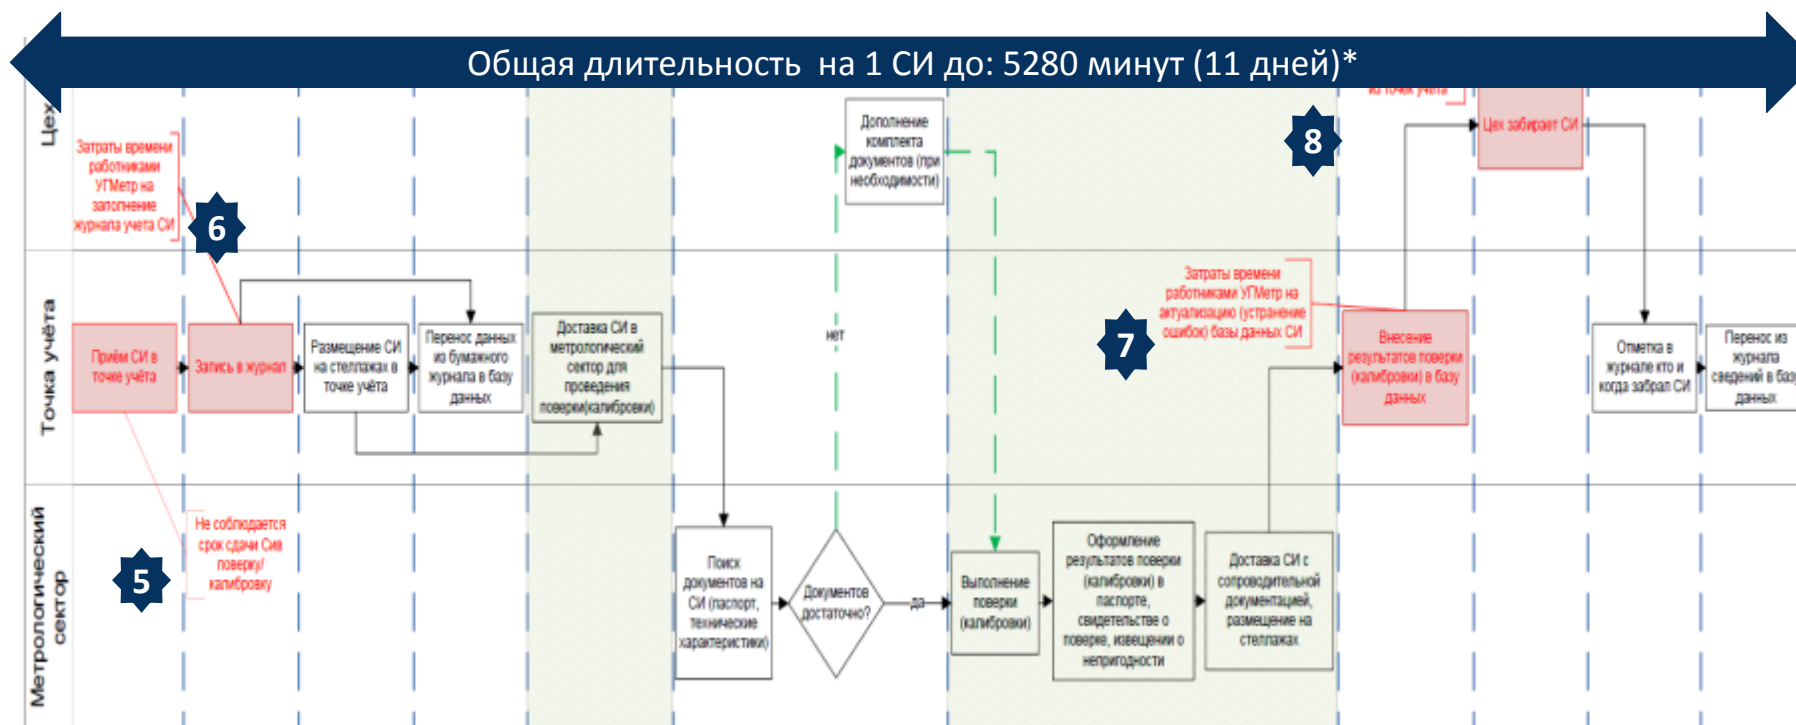 Общая длительность на 1 СИ до: 5280 минут (11 дней)*
Цех
из точек учета
8
Цех забирает СИ
Дополнение
комплекта
документов (при
необходимости)
Затраты времени
работниками
УГМетр на
заполнение
журнала учета СИ
6
Точка учёта
Приём СИ в
точке учёта
Запись в журнал
Размещение СИ
на стеллажах в
точке учёта
Перенос данных
из бумажного
журнала в базу
данных
Доставка СИ в
метрологический
сектор для
проведения
поверки(калибровки)
нет
7
Затраты времени
работниками УГМетр на
актуализацию (устранение
ошибок) базы данных СИ
Внесение
результатов поверки
(калибровки) в базу
данных
Отметка в
журнале кто и
когда забрал СИ
Перенос из
журнала
сведений в базу
данных
Метрологический
сектор
5
Не соблюдается
срок сдачи Сив
поверку/
калибровку
Поиск
документов на
СИ (паспорт,
технические
характеристики)
Документов
достаточно?
да
Выполнение
поверки
(калибровки)
Оформление
результатов поверки
(калибровки) в
паспорте,
свидетельстве о
поверке, извещении о
непригодности
Доставка СИ с
сопроводительной
документацией,
размещение на
стеллажах